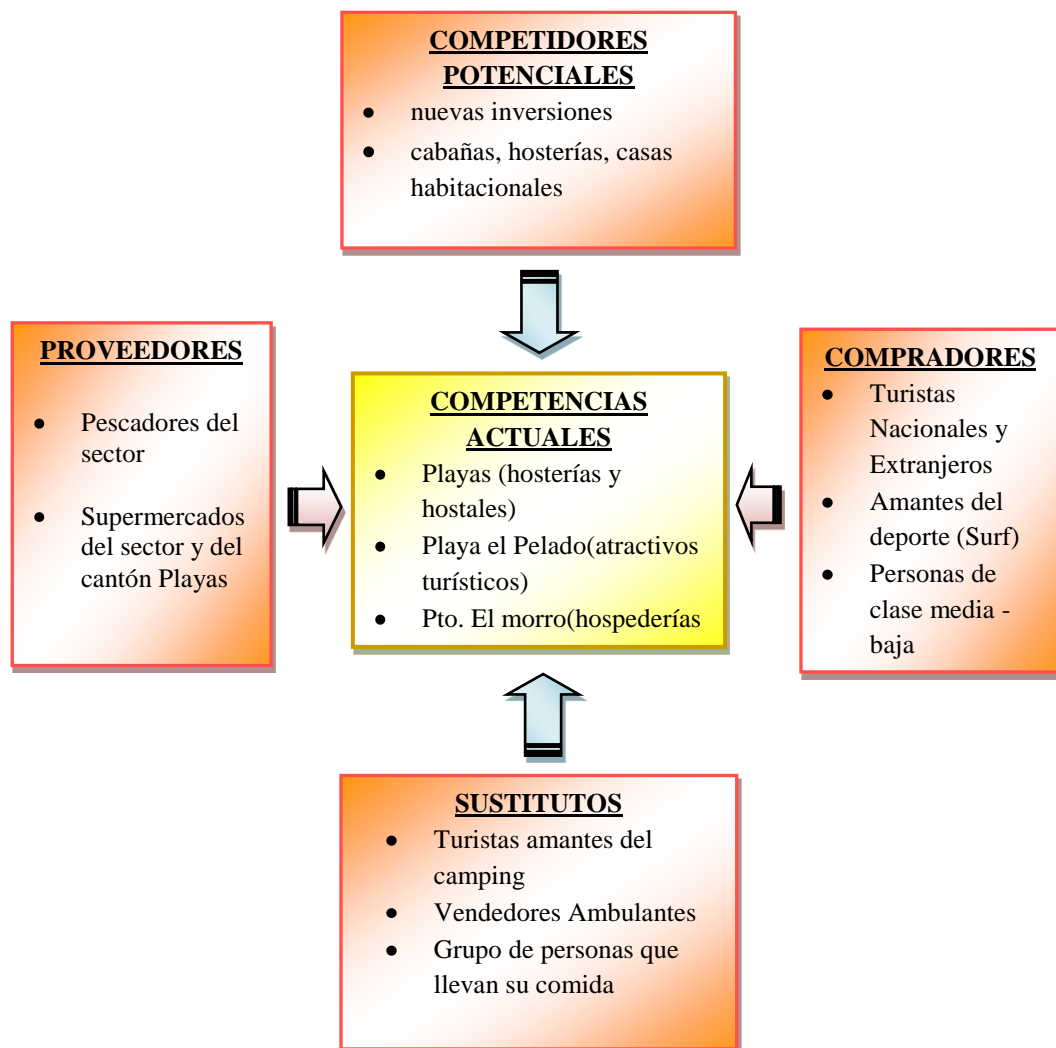 COMPETIDORES
POTENCIALES
• nuevas inversiones
• cabañas, hosterías, casas
habitacionales
PROVEEDORES
• Pescadores del
sector
• Supermercados
del sector y del
cantón Playas
COMPETENCIAS
ACTUALES
• Playas (hosterías y
hostales)
• Playa el Pelado(atractivos
turísticos)
• Pto. El morro(hospederías
COMPRADORES
• Turistas
Nacionales y
Extranjeros
• Amantes del
deporte (Surf)
• Personas de
clase media -
baja
SUSTITUTOS
• Turistas amantes del
camping
• Vendedores Ambulantes
• Grupo de personas que
llevan su comida